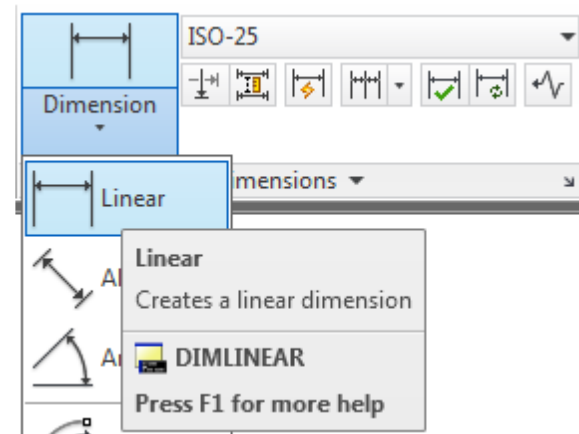 ISO-25
Dimension
mensions
Linear
Linear
Creates a linear dimension
DIMLINEAR
Press F1 for more help